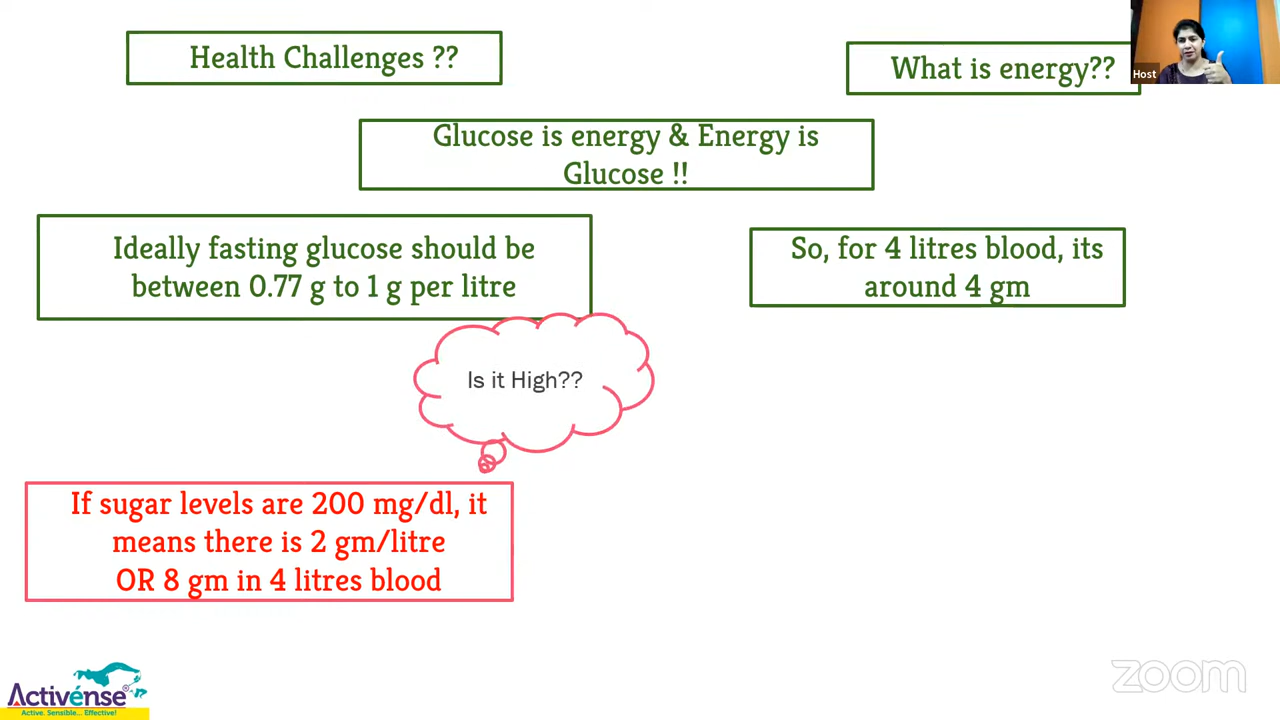 Health Challenges ??
What is energy??
Host
Glucose is energy & Energy is
Glucose !!
Ideally fasting glucose should be
between 0.77 g to 1 g per litre
So, for 4 litres blood, its
around 4 gm
Is it High??
If sugar levels are 200 mg/dl, it
means there is 2 gm/litre
OR 8 gm in 4 litres blood
Activénse®
Active. Sensible... Effective!
zoom